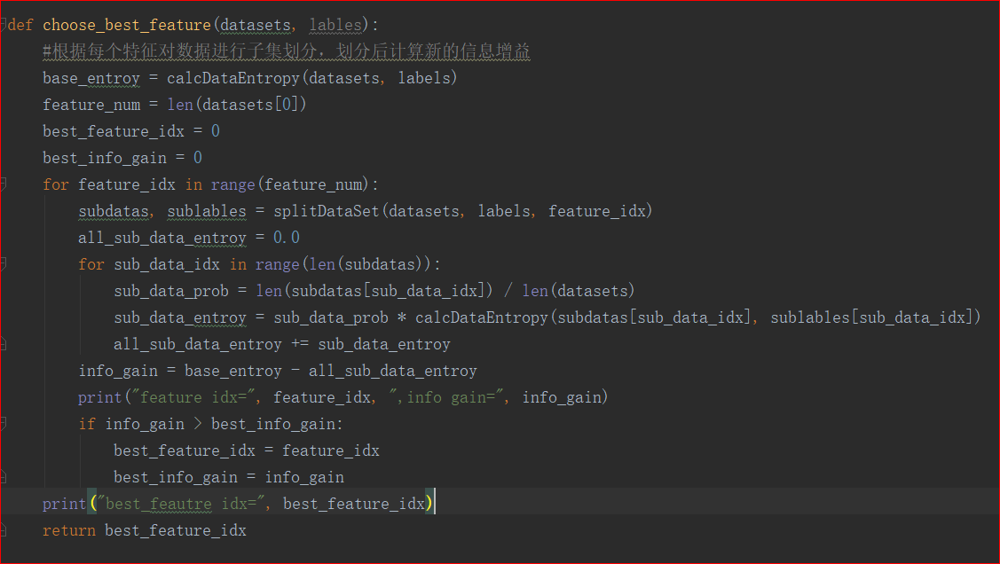 def choose_best_feature(datasets, lables):
    #根据每个特征对数据进行子集划分，划分后计算新的信息增益
    base_entroy = calcDataEntropy(datasets, labels)
    feature_num = len(datasets[0])
    best_feature_idx = 0
    best_info_gain = 0
    for feature_idx in range(feature_num):
        subdatas, sublables = splitDataSet(datasets, labels, feature_idx)
        all_sub_data_entroy = 0.0
        for sub_data_idx in range(len(subdatas)):
            sub_data_prob = len(subdatas[sub_data_idx]) / len(datasets)
            sub_data_entroy = sub_data_prob * calcDataEntropy(subdatas[sub_data_idx], sublables[sub_data_idx])
            all_sub_data_entroy += sub_data_entroy
        info_gain = base_entroy - all_sub_data_entroy
        print("feature idx=", feature_idx, ",info gain=", info_gain)
        if info_gain > best_info_gain:
            best_feature_idx = feature_idx
            best_info_gain = info_gain
    print("best_feautre idx=", best_feature_idx)
    return best_feature_idx